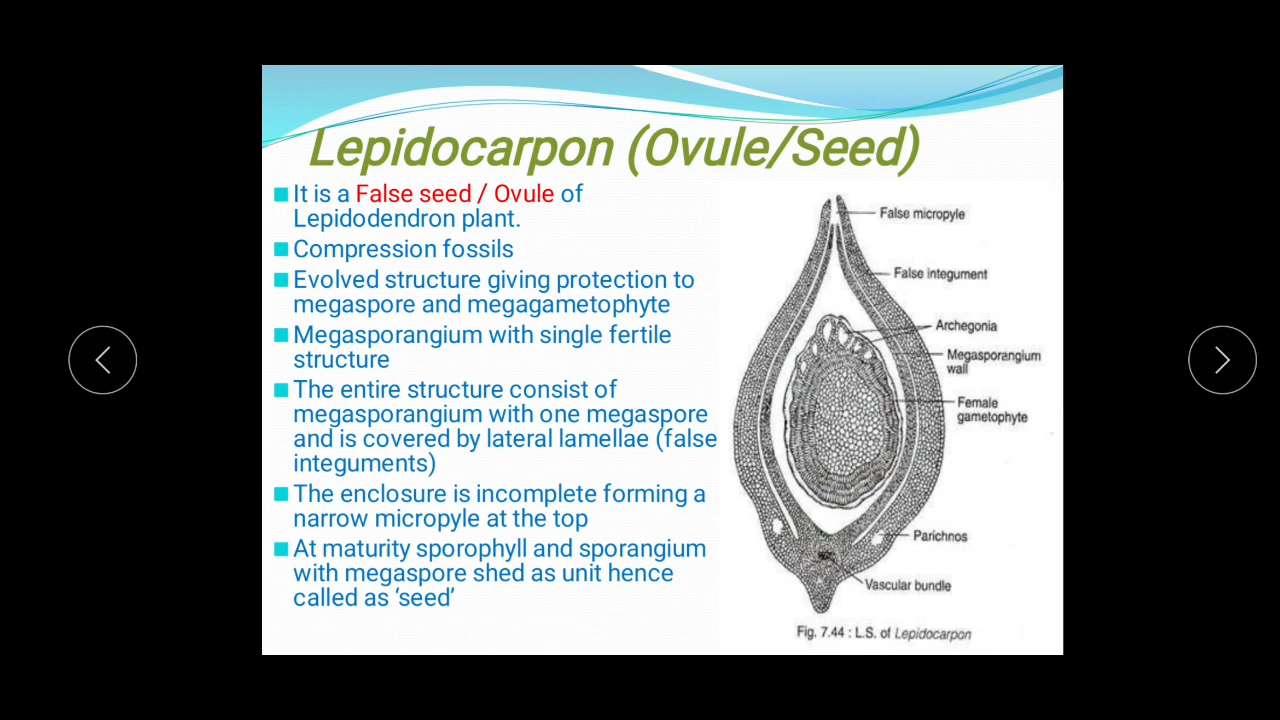 Lepidocarpon (Ovule/Seed)
It is a False seed / Ovule of
Lepidodendron plant.
Compression fossils
Evolved structure giving protection to
megaspore and megagametophyte
Megasporangium with single fertile
structure
The entire structure consist of
megasporangium with one megaspore
and is covered by lateral lamellae (false
integuments)
The enclosure is incomplete forming a
narrow micropyle at the top
At maturity sporophyll and sporangium
with megaspore shed as unit hence
called as ‘seed’
False micropyle
False integument
Archegonia
Megasporangium
wall
Female
gametophyte
Parichnos
Vascular bundle
Fig. 7.44 : L.S. of Lepidocarpon